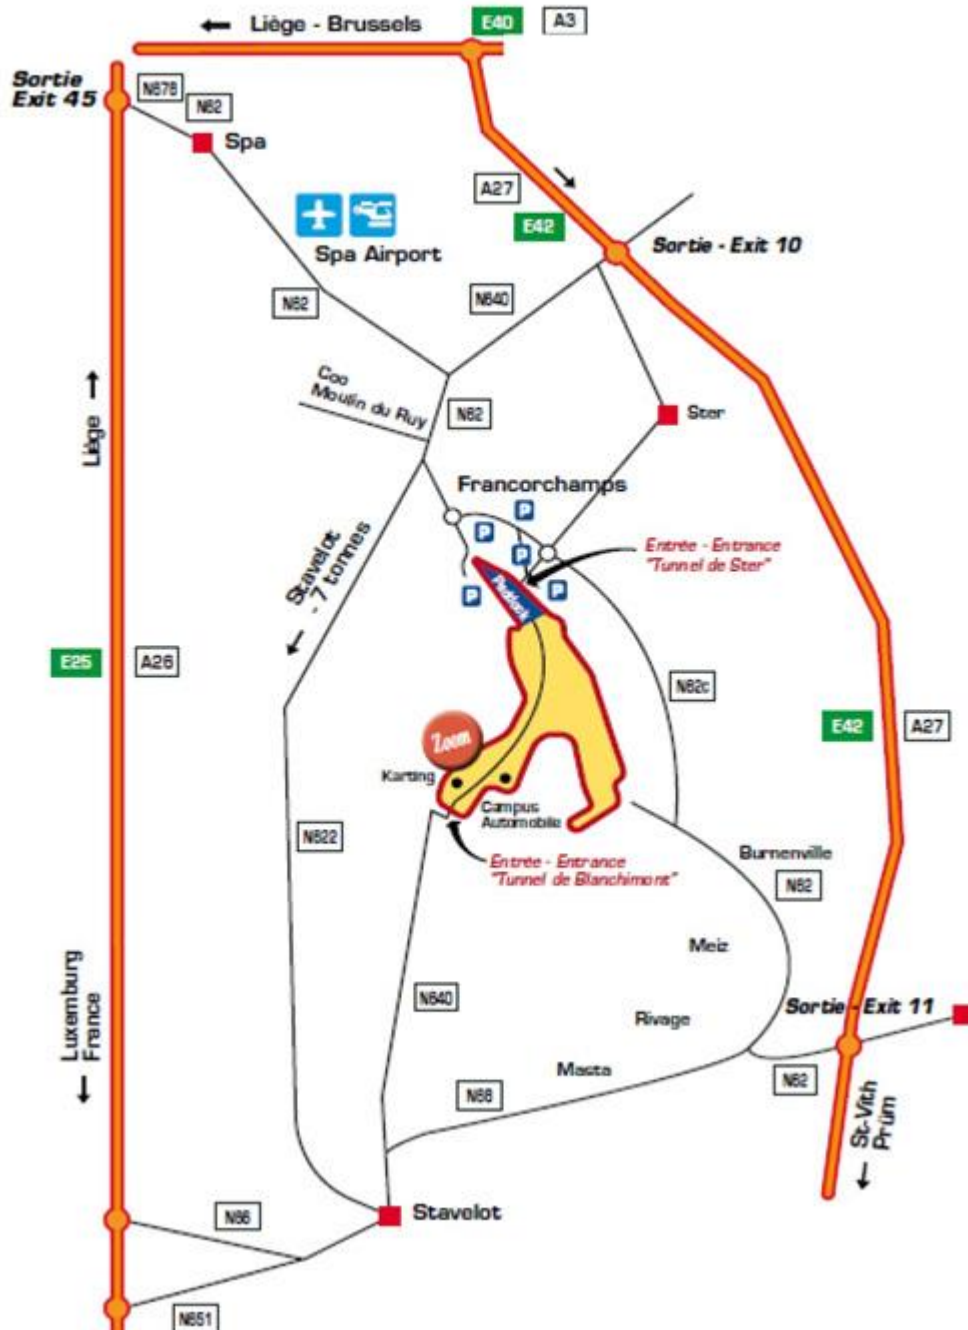 Liège - Brussels
E40
A3
Sortie
Exit 45
N678
N62
Spa
A27
E42
Sortie - Exit 10
Spa Airport
N62
N640
Coo
Moulin du Ruy
N62
Ster
Liège
Francorchamps
P
P
P
P
P
Entrée - Entrance
"Tunnel de Ster"
Stavelot
- 7 tonnes
Paddock
E25
A26
N62c
E42
A27
Zoom
Karting
Campus
Automobile
N622
Entrée - Entrance
"Tunnel de Blanchimont"
Burnenville
N62
Meiz
Luxemburg
France
N640
Sortie - Exit 11
Rivage
Masta
N62
N68
St-Vith
Prüm
Stavelot
N66
N651